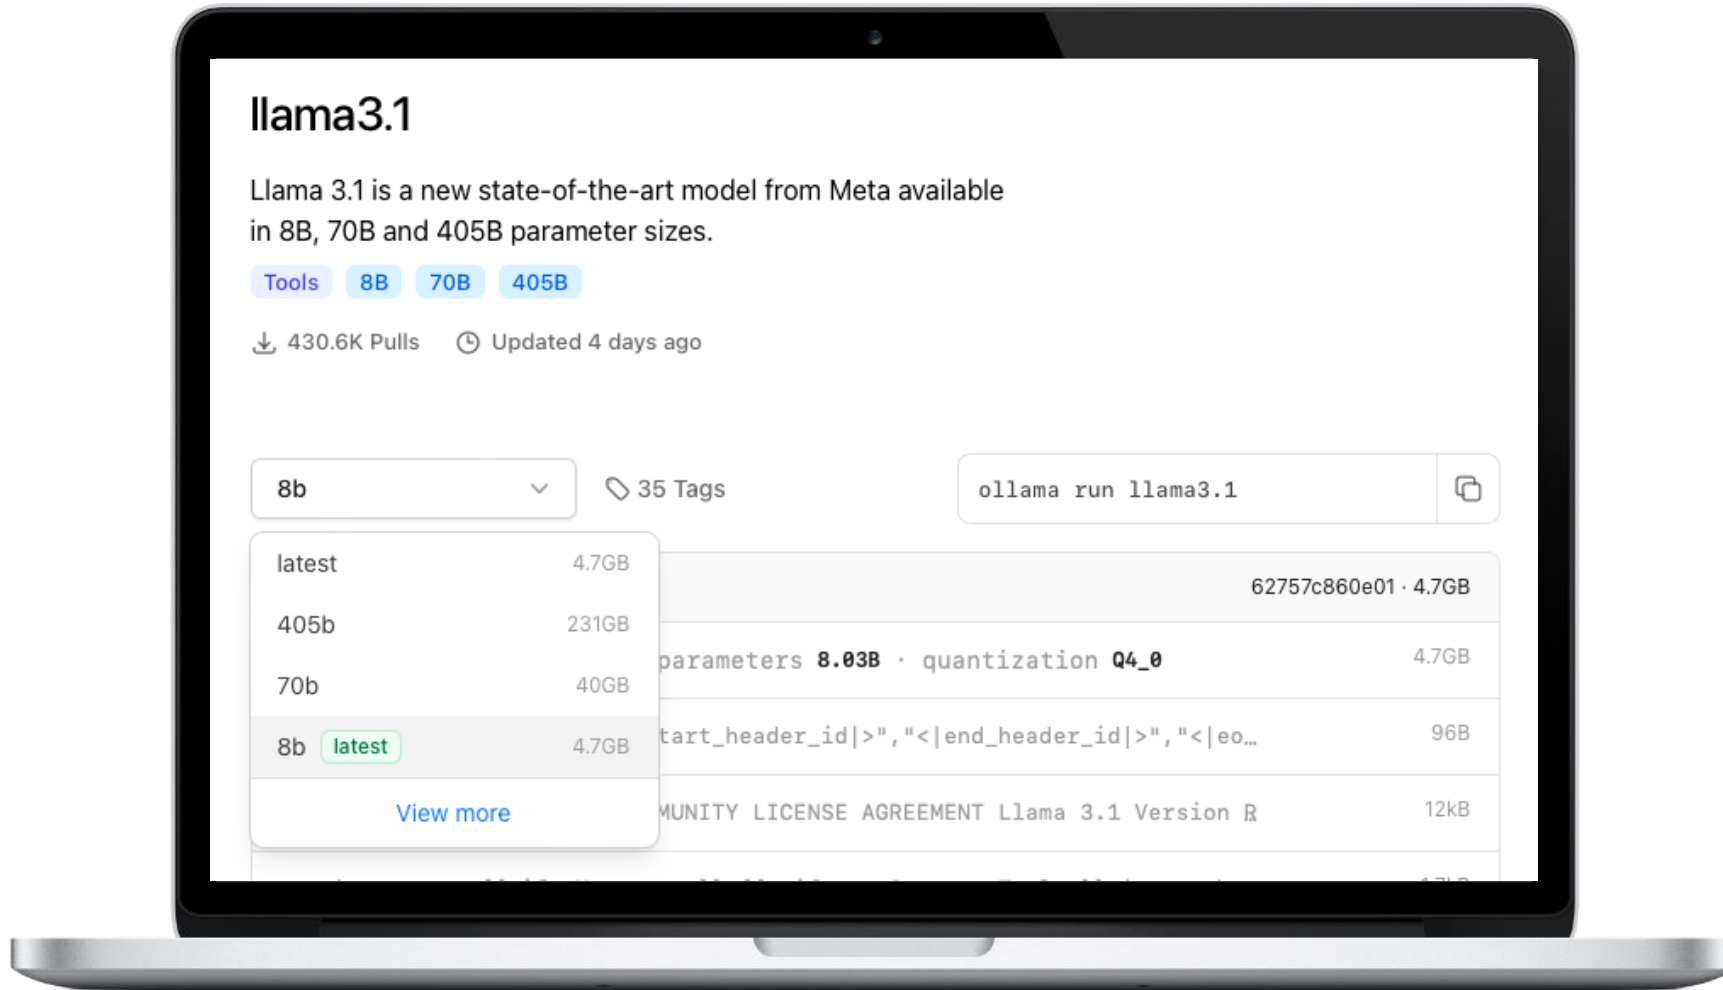 llama3.1
Llama 3.1 is a new state-of-the-art model from Meta available
in 8B, 70B and 405B parameter sizes.
Tools 8B 70B 405B
430.6K Pulls Updated 4 days ago
8b 35 Tags ollama run llama3.1
latest 4.7GB
62757c860e01 · 4.7GB
405b 231GB
parameters 8.03B · quantization Q4_0 4.7GB
70b 40GB
tart_header_id|>","<|end_header_id|>","<|eo… 96B
8b latest 4.7GB
MUNITY LICENSE AGREEMENT Llama 3.1 Version R 12kB
View more